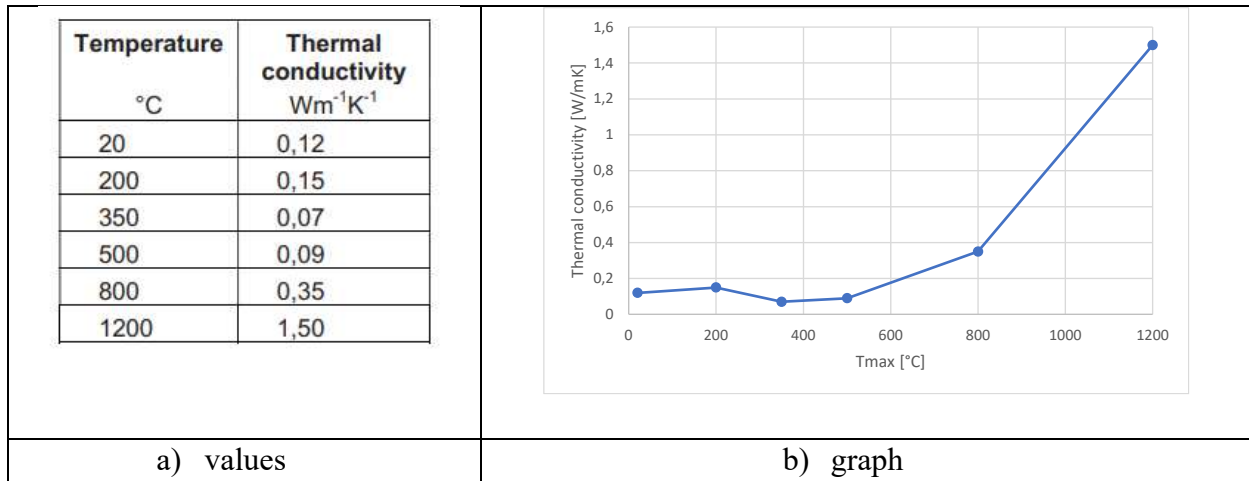 Temperature Thermal
conductivity
°C Wm⁻¹K⁻¹
20 0,12
200 0,15
350 0,07
500 0,09
800 0,35
1200 1,50
a) values
1,6
1,4
1,2
1
0,8
0,6
0,4
0,2
0
Thermal conductivity [W/mK]
0 200 400 600 800 1000 1200
Tmax [°C]
b) graph